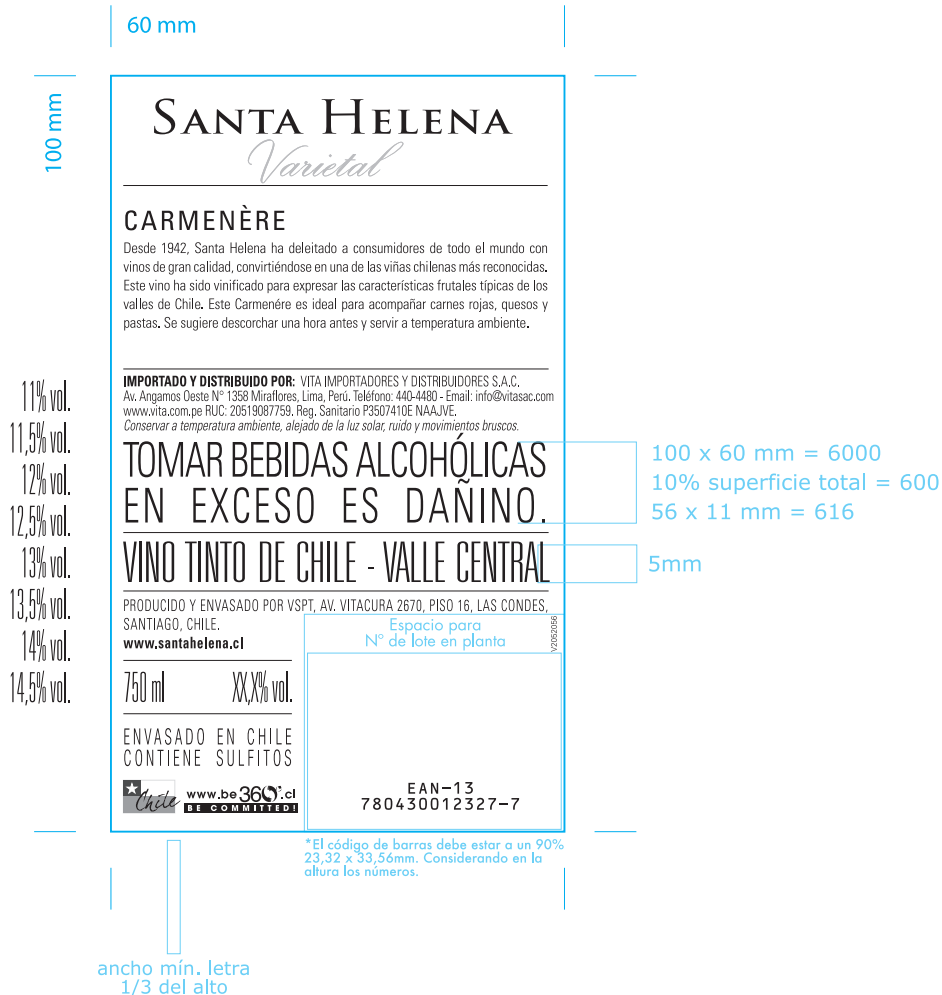 60 mm
100 mm
SANTA HELENA
Varietal
CARMENÈRE
Desde 1942, Santa Helena ha deleitado a consumidores de todo el mundo con
vinos de gran calidad, convirtiéndose en una de las viñas chilenas más reconocidas.
Este vino ha sido vinificado para expresar las características frutales típicas de los
valles de Chile. Este Carmenére es ideal para acompañar carnes rojas, quesos y
pastas. Se sugiere descorchar una hora antes y servir a temperatura ambiente.
IMPORTADO Y DISTRIBUIDO POR: VITA IMPORTADORES Y DISTRIBUIDORES S.A.C.
Av. Angamos Oeste N° 1358 Miraflores, Lima, Perú. Teléfono: 440-4480 - Email: info@vitasac.com
www.vita.com.pe RUC: 20519087759. Reg. Sanitario P3507410E NAAJVE.
Conservar a temperatura ambiente, alejado de la luz solar, ruido y movimientos bruscos.
TOMAR BEBIDAS ALCOHÓLICAS
EN EXCESO ES DAÑINO.
VINO TINTO DE CHILE - VALLE CENTRAL
PRODUCIDO Y ENVASADO POR VSPT, AV. VITACURA 2670, PISO 16, LAS CONDES,
SANTIAGO, CHILE.
www.santahelena.cl
Espacio para
N° de lote en planta
V2052056
750 ml XX,X% vol.
ENVASADO EN CHILE
CONTIENE SULFITOS
Chile
www.be360°.cl
BE COMMITTED!
EAN-13
780430012327-7
*El código de barras debe estar a un 90%
23,32 x 33,56mm. Considerando en la
altura los números.
11% vol.
11,5% vol.
12% vol.
12,5% vol.
13% vol.
13,5% vol.
14% vol.
14,5% vol.
100 x 60 mm = 6000
10% superficie total = 600
56 x 11 mm = 616
5mm
ancho mín. letra
1/3 del alto